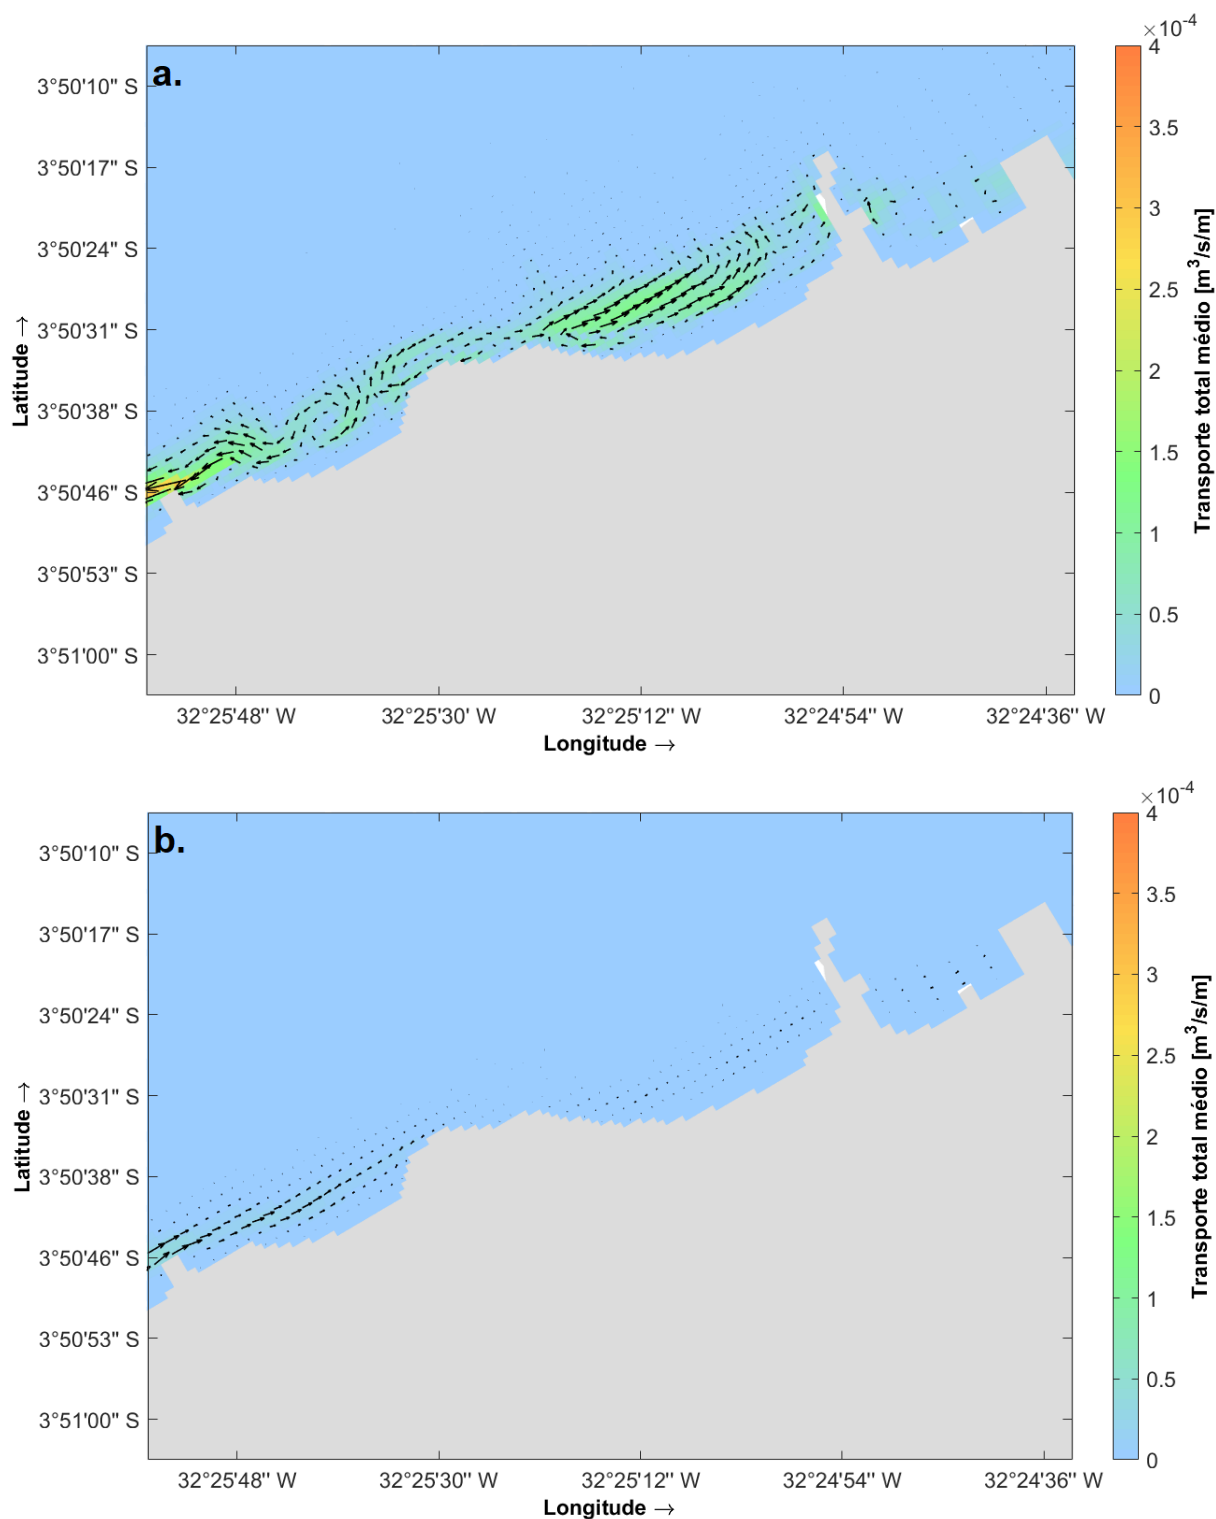 ×10⁻⁴
a.
3°50'10" S
3°50'17" S
3°50'24" S
3°50'31" S
3°50'38" S
3°50'46" S
3°50'53" S
3°51'00" S
Latitude →
32°25'48" W 32°25'30" W 32°25'12" W 32°24'54" W 32°24'36" W
Longitude →
4
3.5
3
2.5
2
1.5
1
0.5
0
Transporte total médio [m³/s/m]
×10⁻⁴
b.
3°50'10" S
3°50'17" S
3°50'24" S
3°50'31" S
3°50'38" S
3°50'46" S
3°50'53" S
3°51'00" S
Latitude →
32°25'48" W 32°25'30" W 32°25'12" W 32°24'54" W 32°24'36" W
Longitude →
4
3.5
3
2.5
2
1.5
1
0.5
0
Transporte total médio [m³/s/m]